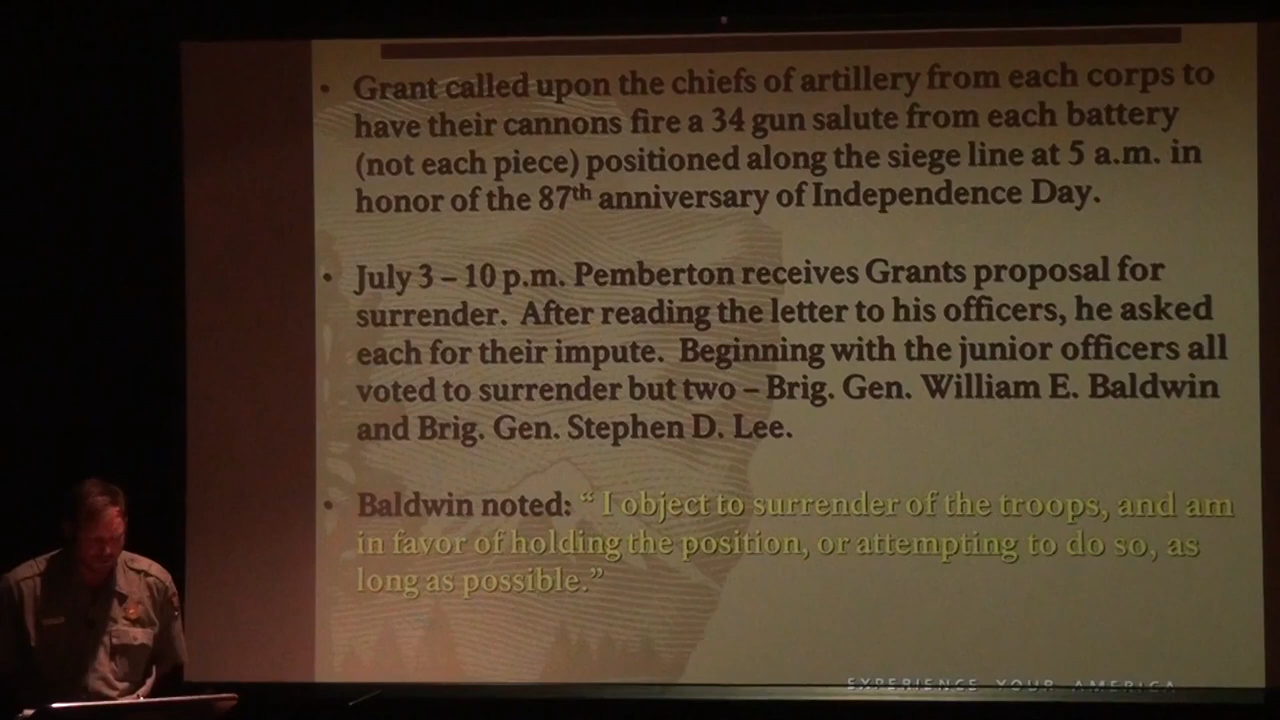 • Grant called upon the chiefs of artillery from each corps to
have their cannons fire a 34 gun salute from each battery
(not each piece) positioned along the siege line at 5 a.m. in
honor of the 87th anniversary of Independence Day.
• July 3 – 10 p.m. Pemberton receives Grants proposal for
surrender. After reading the letter to his officers, he asked
each for their impute. Beginning with the junior officers all
voted to surrender but two – Brig. Gen. William E. Baldwin
and Brig. Gen. Stephen D. Lee.
• Baldwin noted: “ I object to surrender of the troops, and am
in favor of holding the position, or attempting to do so, as
long as possible.”
EXPERIENCE YOUR AMERICA